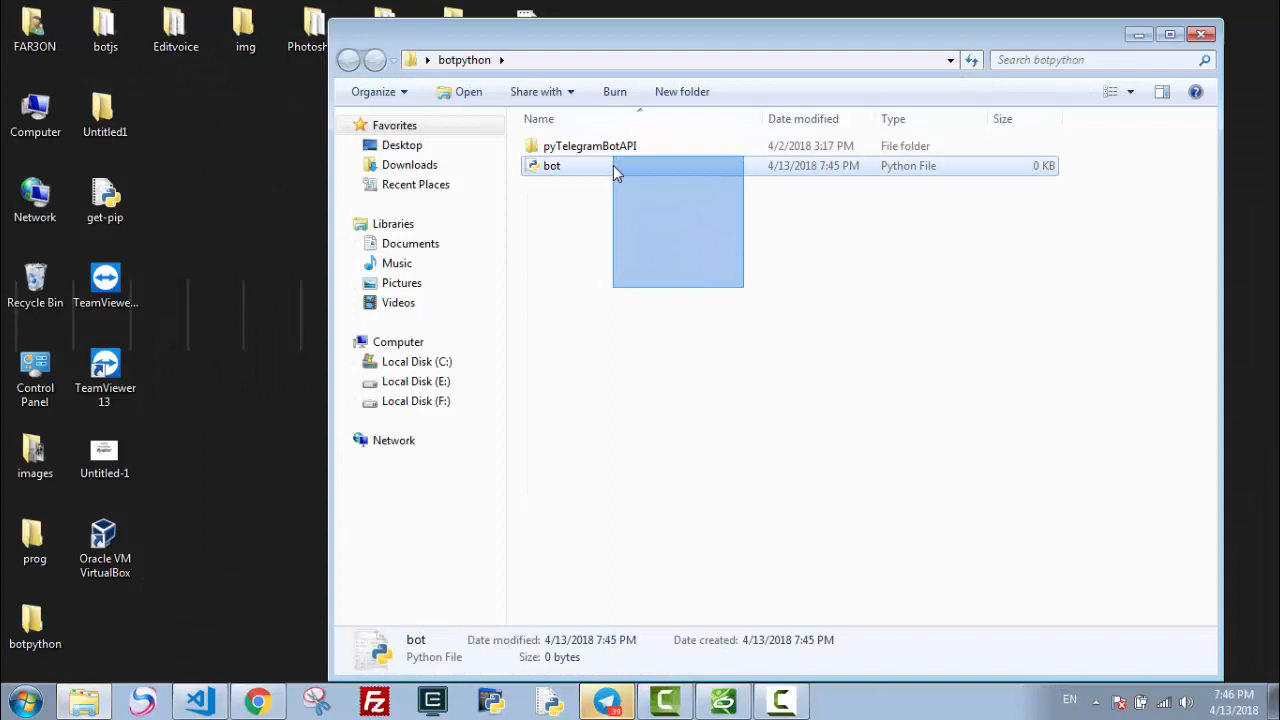 FAR3ON
botjs
Editvoice
img
Photosh
Computer
Untitled1
Network
get-pip
Recycle Bin
TeamViewe...
Control
Panel
TeamViewer
13
images
Untitled-1
prog
Oracle VM
VirtualBox
botpython
botpython
Search botpython
Organize
Open
Share with
Burn
New folder
Name
Date modified
Type
Size
Favorites
Desktop
Downloads
Recent Places
Libraries
Documents
Music
Pictures
Videos
Computer
Local Disk (C:)
Local Disk (E:)
Local Disk (F:)
Network
pyTelegramBotAPI
4/2/2018 3:17 PM
File folder
bot
4/13/2018 7:45 PM
Python File
0 KB
bot
Date modified: 4/13/2018 7:45 PM
Date created: 4/13/2018 7:45 PM
Python File
Size: 0 bytes
39
EN
7:46 PM
4/13/2018